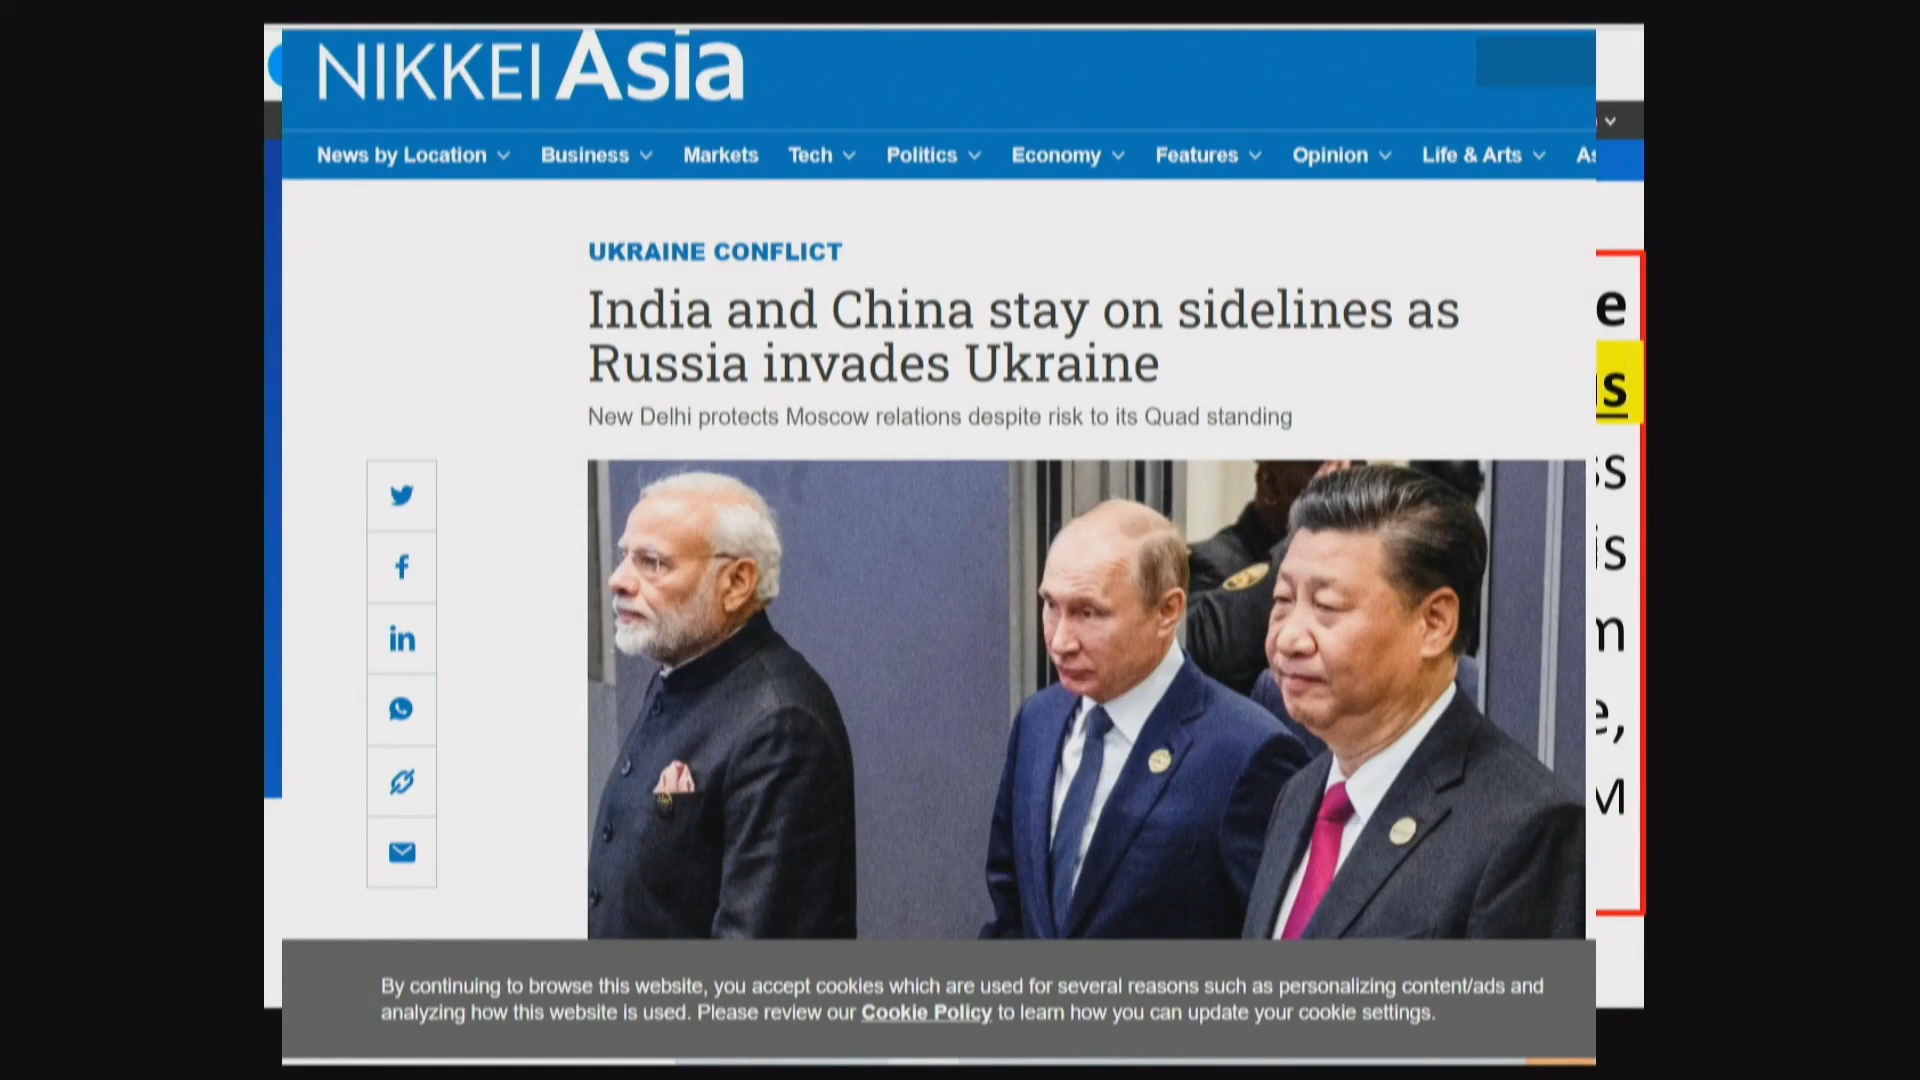 NIKKEI Asia
News by Location Business Markets Tech Politics Economy Features Opinion Life & Arts
UKRAINE CONFLICT
India and China stay on sidelines as
Russia invades Ukraine
New Delhi protects Moscow relations despite risk to its Quad standing
By continuing to browse this website, you accept cookies which are used for several reasons such as personalizing content/ads and
analyzing how this website is used. Please review our Cookie Policy to learn how you can update your cookie settings.